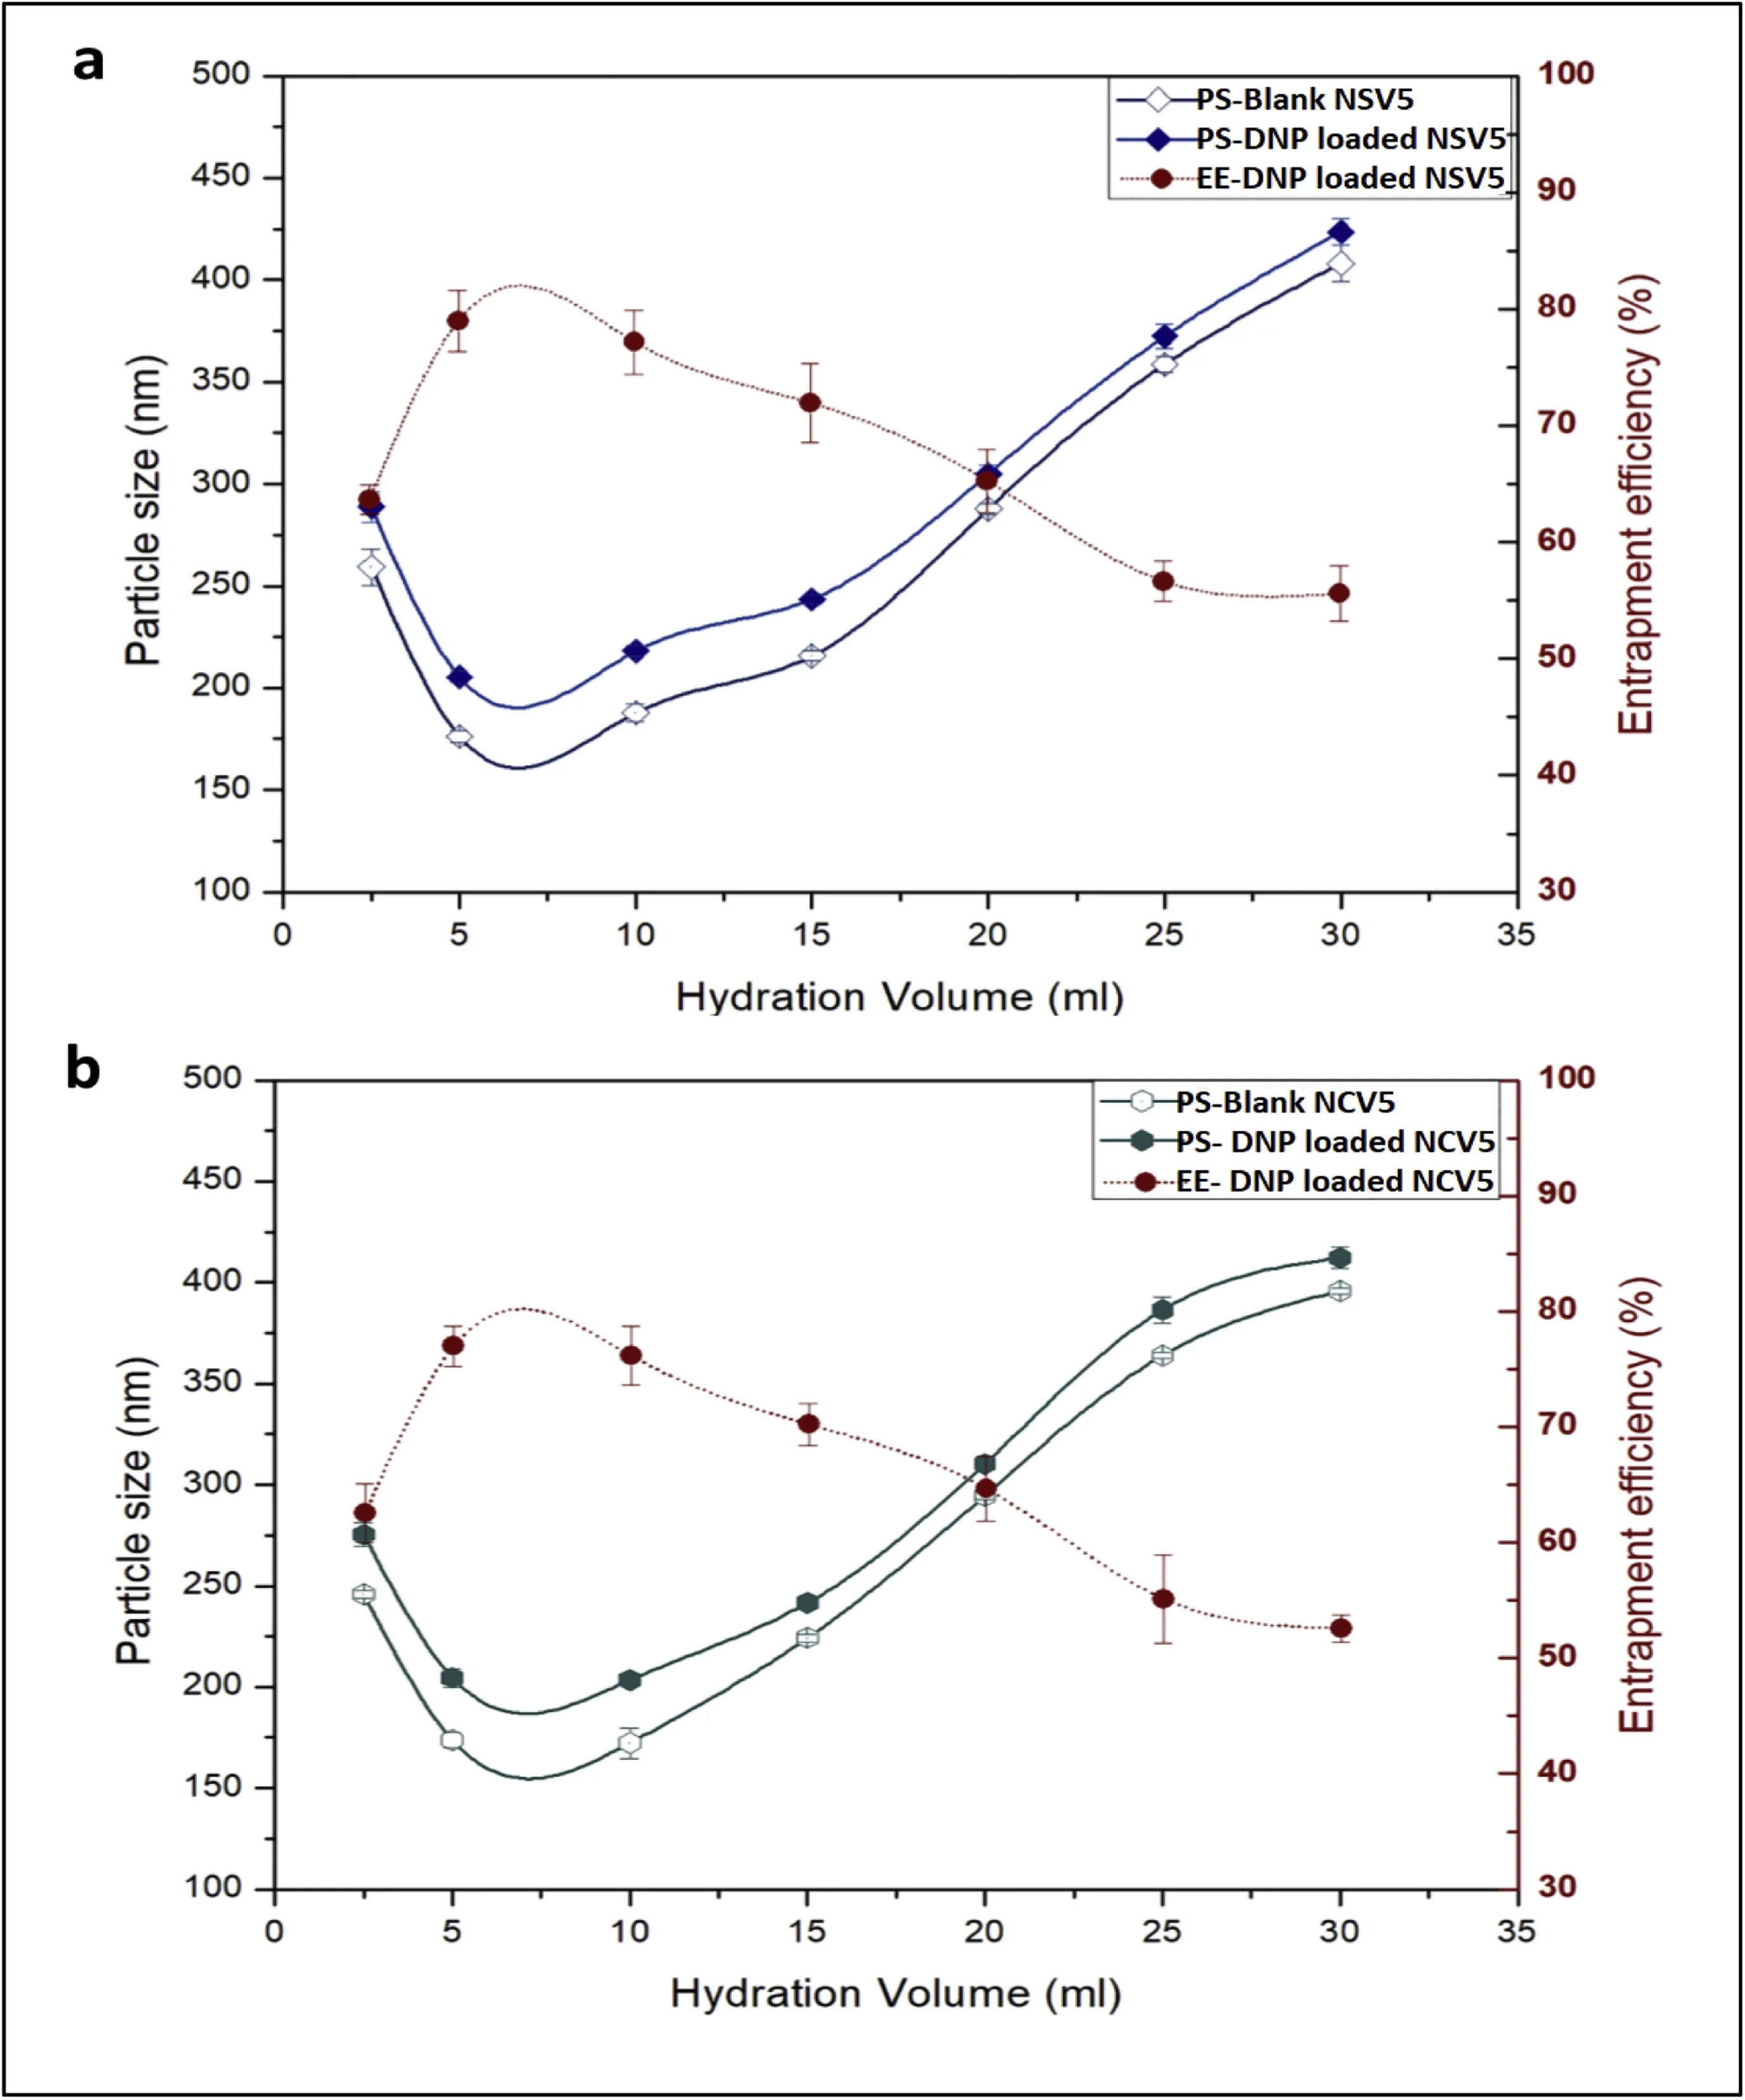 a
500
450
400
350
300
250
200
150
100
Particle size (nm)
PS-Blank NSV5
PS-DNP loaded NSV5
EE-DNP loaded NSV5
100
90
80
70
60
50
40
30
Entrapment efficiency (%)
0 5 10 15 20 25 30 35
Hydration Volume (ml)
b
500
450
400
350
300
250
200
150
100
Particle size (nm)
PS-Blank NCV5
PS- DNP loaded NCV5
EE- DNP loaded NCV5
100
90
80
70
60
50
40
30
Entrapment efficiency (%)
0 5 10 15 20 25 30 35
Hydration Volume (ml)